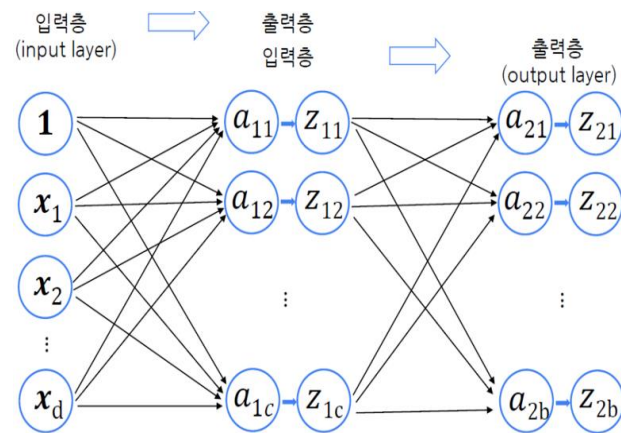 입력층
(input layer)
출력층
입력층
출력층
(output layer)
1 a₁₁ z₁₁ a₂₁ z₂₁
x₁ a₁₂ z₁₂ a₂₂ z₂₂
x₂
⋮ ⋮ ⋮
x_d a₁c z₁c a₂b z₂b